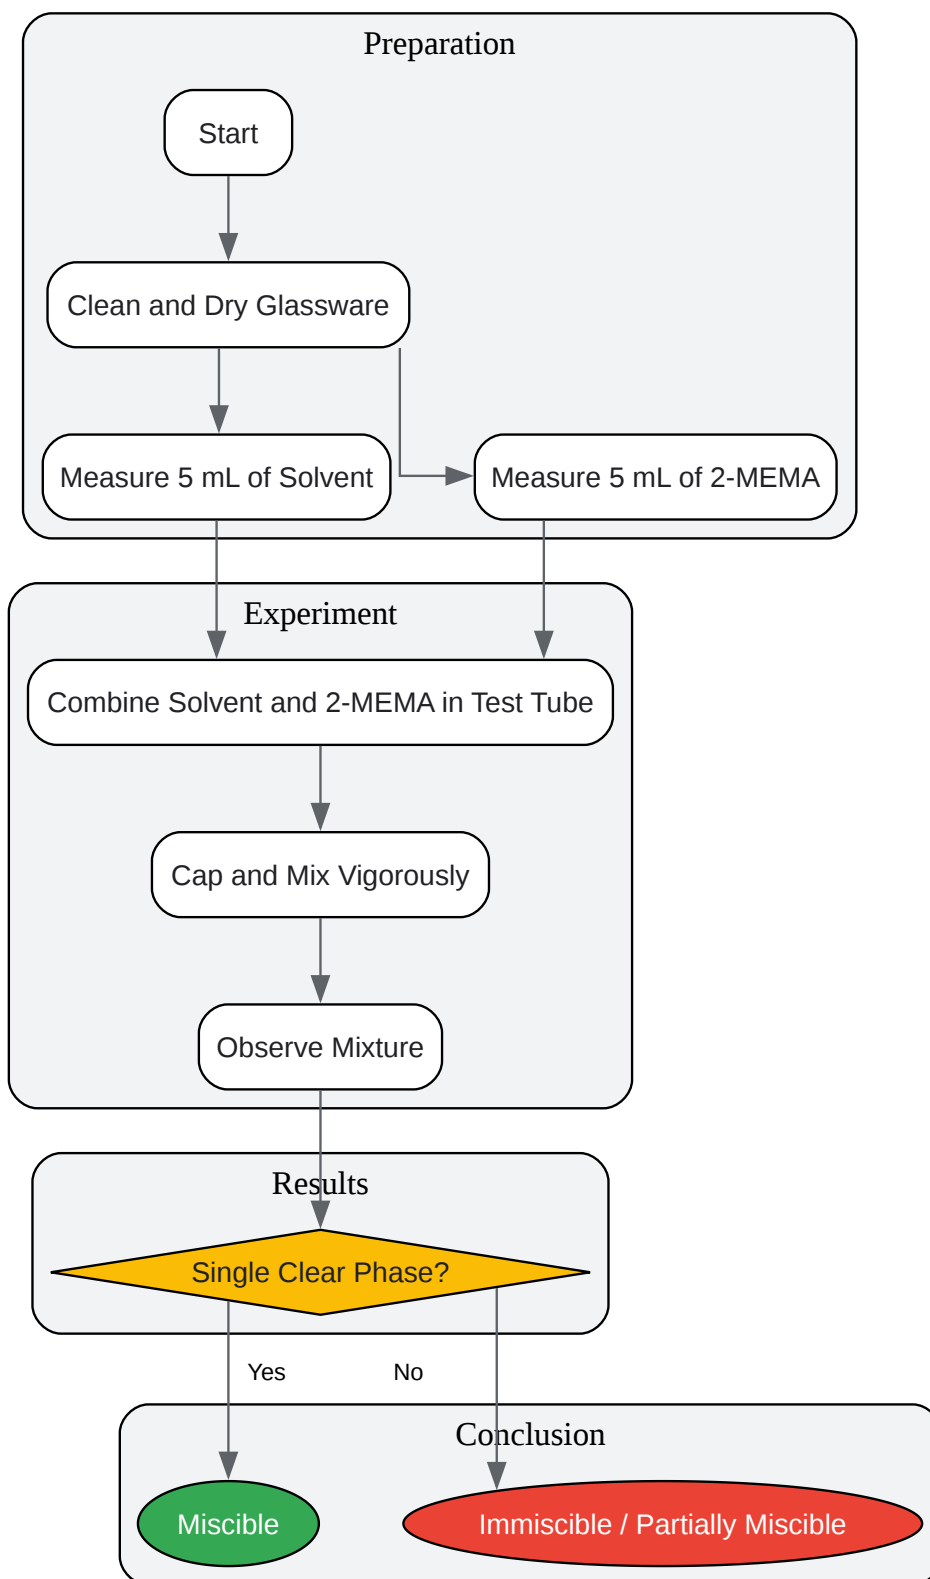 Preparation
Start
Clean and Dry Glassware
Measure 5 mL of Solvent
Measure 5 mL of 2-MEMA
Experiment
Combine Solvent and 2-MEMA in Test Tube
Cap and Mix Vigorously
Observe Mixture
Results
Single Clear Phase?
Yes
No
Conclusion
Miscible
Immiscible / Partially Miscible